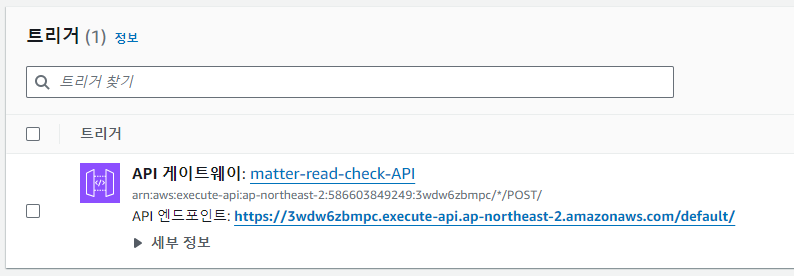 트리거 (1) 정보
트리거 찾기
트리거
API 게이트웨이: matter-read-check-API
arn:aws:execute-api:ap-northeast-2:586603849249:3wdw6zbmpc/*/POST/
API 엔드포인트: https://3wdw6zbmpc.execute-api.ap-northeast-2.amazonaws.com/default/
▶ 세부 정보